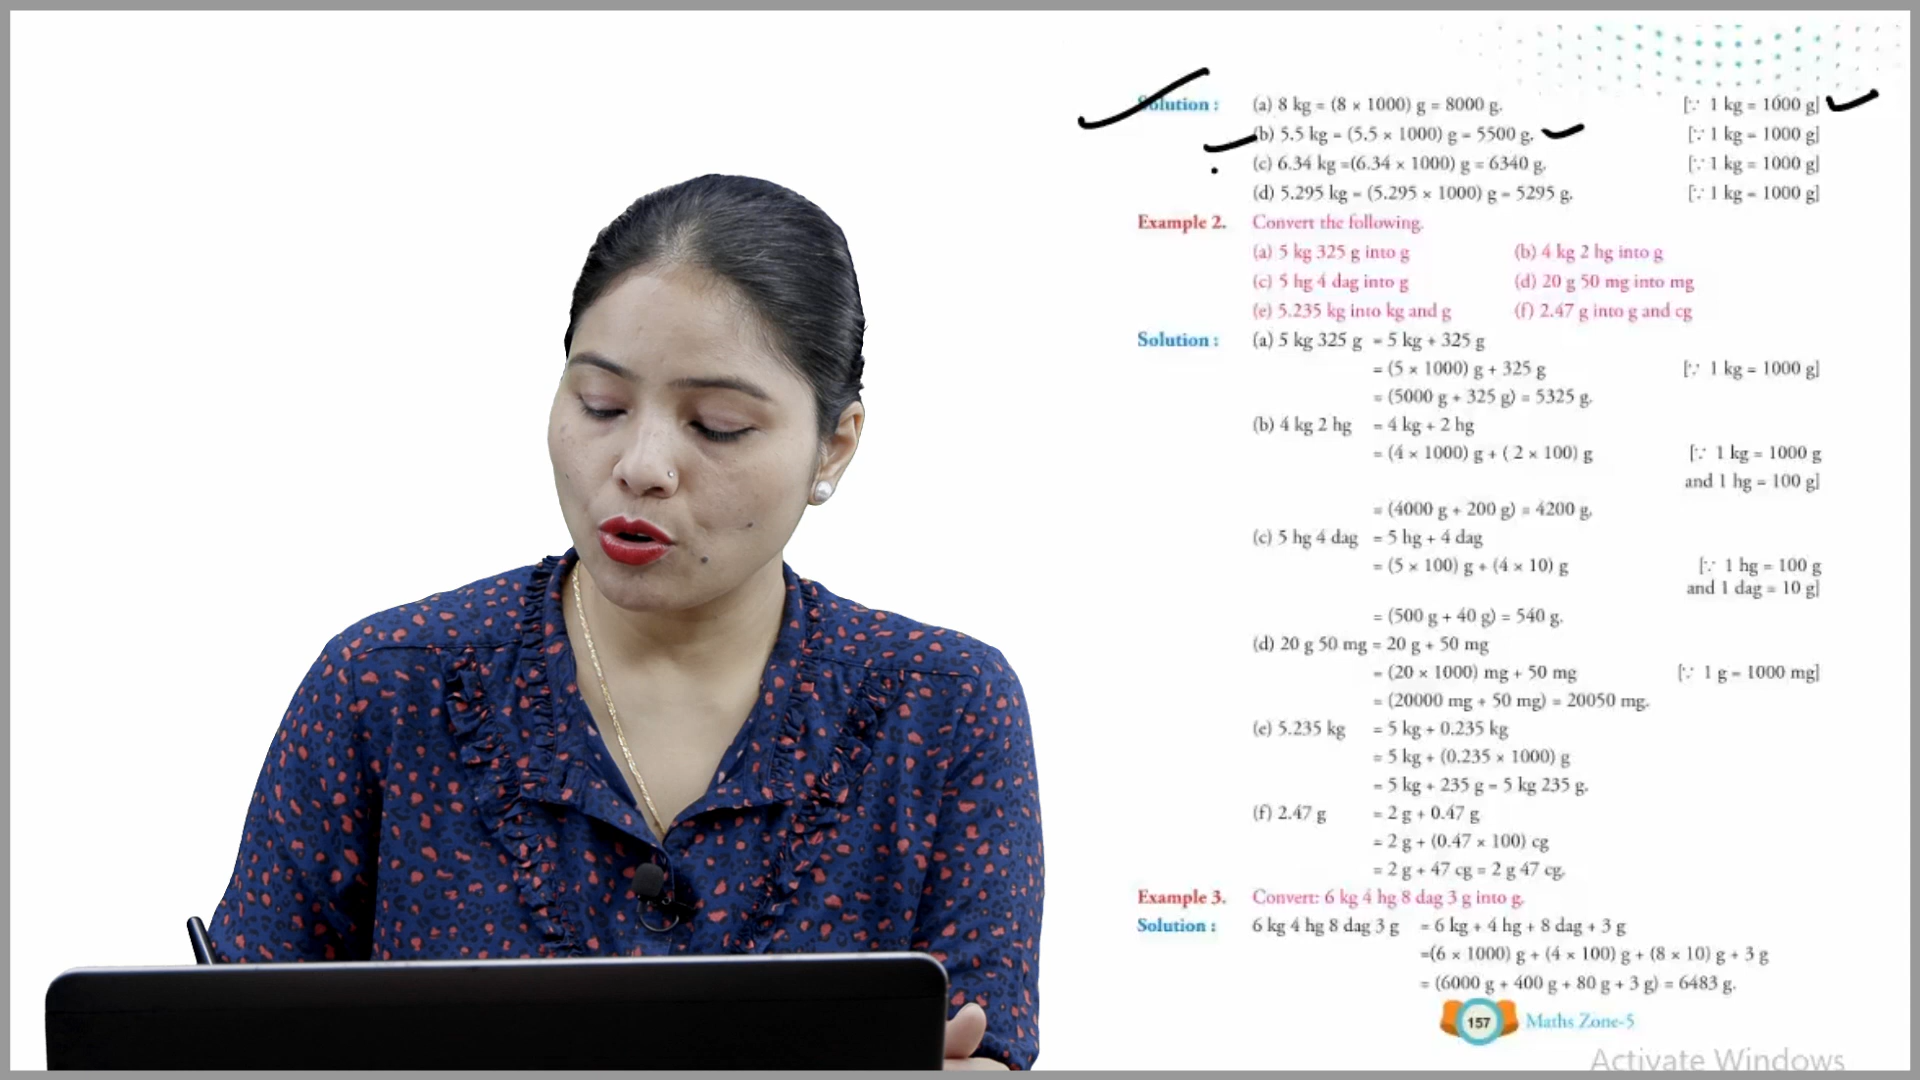 Solution : (a) 8 kg = (8 × 1000) g = 8000 g. [∵ 1 kg = 1000 g]
(b) 5.5 kg = (5.5 × 1000) g = 5500 g. [∵ 1 kg = 1000 g]
(c) 6.34 kg =(6.34 × 1000) g = 6340 g. [∵ 1 kg = 1000 g]
(d) 5.295 kg = (5.295 × 1000) g = 5295 g. [∵ 1 kg = 1000 g]
Example 2. Convert the following.
(a) 5 kg 325 g into g (b) 4 kg 2 hg into g
(c) 5 hg 4 dag into g (d) 20 g 50 mg into mg
(e) 5.235 kg into kg and g (f) 2.47 g into g and cg
Solution : (a) 5 kg 325 g = 5 kg + 325 g
= (5 × 1000) g + 325 g [∵ 1 kg = 1000 g]
= (5000 g + 325 g) = 5325 g.
(b) 4 kg 2 hg = 4 kg + 2 hg
= (4 × 1000) g + ( 2 × 100) g [∵ 1 kg = 1000 g
and 1 hg = 100 g]
= (4000 g + 200 g) = 4200 g.
(c) 5 hg 4 dag = 5 hg + 4 dag
= (5 × 100) g + (4 × 10) g [∵ 1 hg = 100 g
and 1 dag = 10 g]
= (500 g + 40 g) = 540 g.
(d) 20 g 50 mg = 20 g + 50 mg
= (20 × 1000) mg + 50 mg [∵ 1 g = 1000 mg]
= (20000 mg + 50 mg) = 20050 mg.
(e) 5.235 kg = 5 kg + 0.235 kg
= 5 kg + (0.235 × 1000) g
= 5 kg + 235 g = 5 kg 235 g.
(f) 2.47 g = 2 g + 0.47 g
= 2 g + (0.47 × 100) cg
= 2 g + 47 cg = 2 g 47 cg.
Example 3. Convert: 6 kg 4 hg 8 dag 3 g into g.
Solution : 6 kg 4 hg 8 dag 3 g = 6 kg + 4 hg + 8 dag + 3 g
=(6 × 1000) g + (4 × 100) g + (8 × 10) g + 3 g
= (6000 g + 400 g + 80 g + 3 g) = 6483 g.
157 Maths Zone-5
Activate Windows